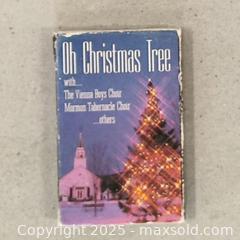 Oh Christmas Tree
with.....
The Vienna Boys Choir
Mormon Tabernacle Choir
...others
Copyright 2025 - maxsold.com